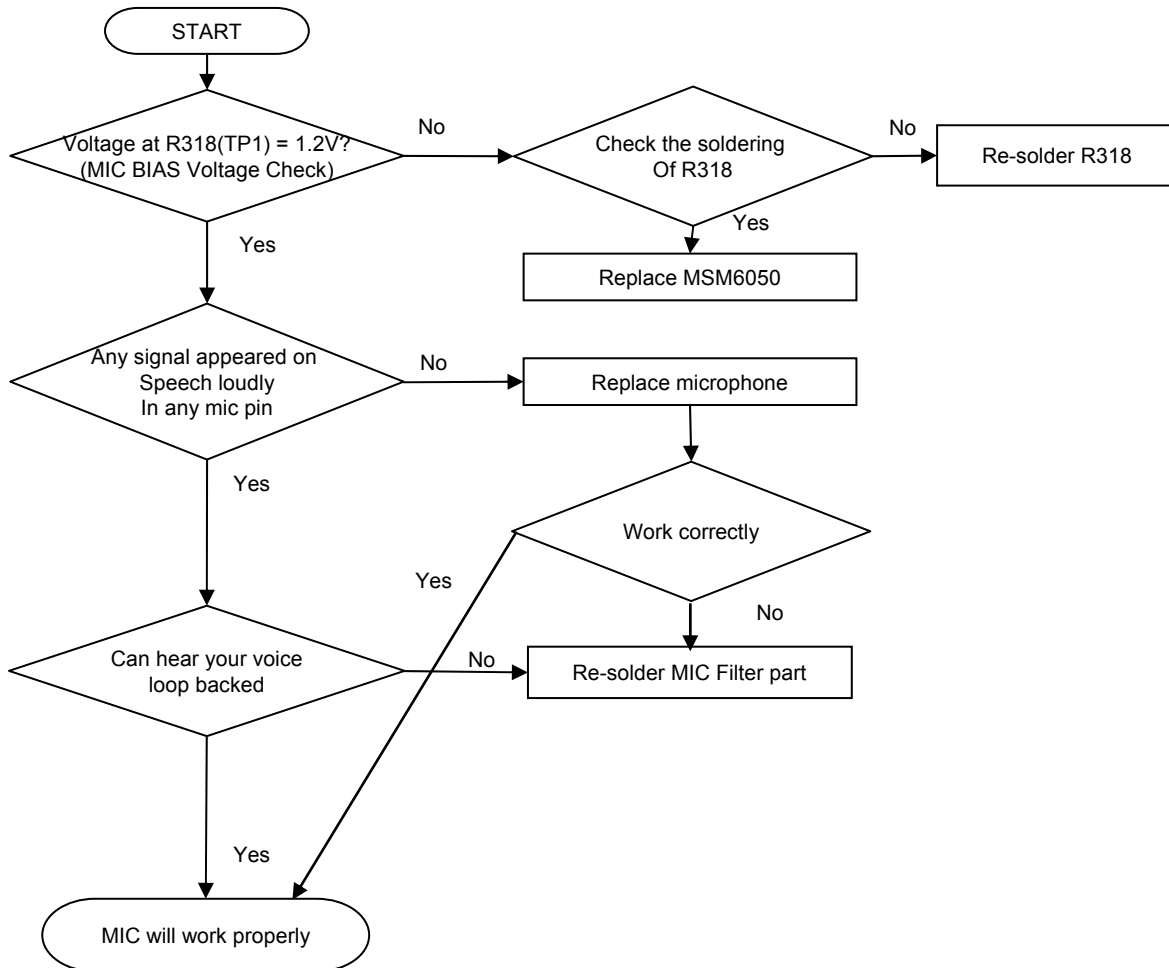 START
Voltage at R318(TP1) = 1.2V?
(MIC BIAS Voltage Check)
No
Check the soldering
Of R318
No
Re-solder R318
Yes
Yes
Replace MSM6050
Any signal appeared on
Speech loudly
In any mic pin
No
Replace microphone
Yes
Work correctly
Yes
No
Can hear your voice
loop backed
No
Re-solder MIC Filter part
Yes
MIC will work properly